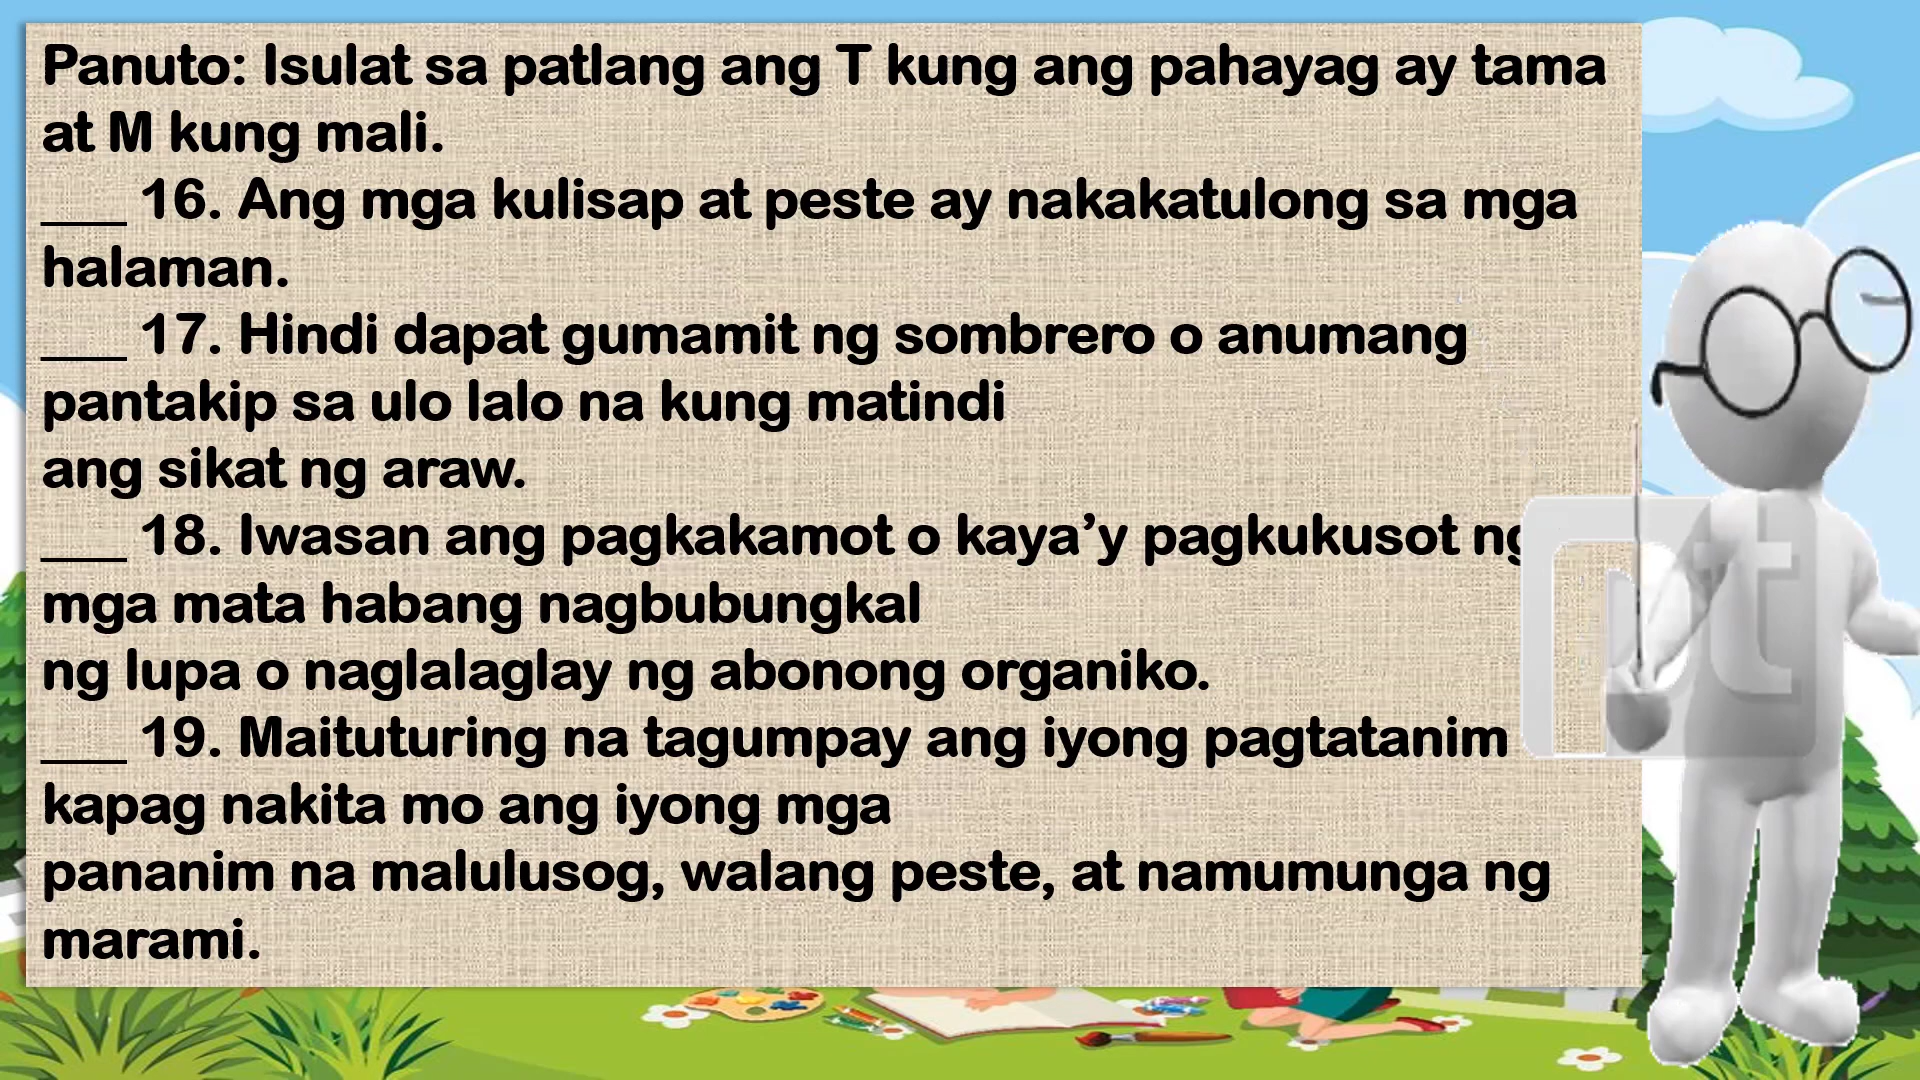 Panuto: Isulat sa patlang ang T kung ang pahayag ay tama
at M kung mali.
___ 16. Ang mga kulisap at peste ay nakakatulong sa mga
halaman.
___ 17. Hindi dapat gumamit ng sombrero o anumang
pantakip sa ulo lalo na kung matindi
ang sikat ng araw.
___ 18. Iwasan ang pagkakamot o kaya’y pagkukusot ng
mga mata habang nagbubungkal
ng lupa o naglalaglay ng abonong organiko.
___ 19. Maituturing na tagumpay ang iyong pagtatanim
kapag nakita mo ang iyong mga
pananim na malulusog, walang peste, at namumunga ng
marami.